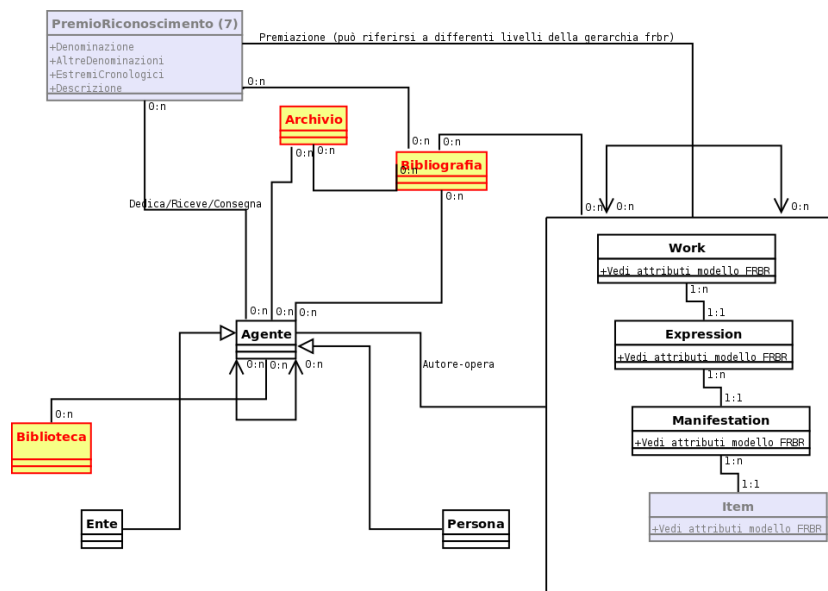 PremioRiconoscimento (7)
+Denominazione
+AltreDenominazioni
+EstremiCronologici
+Descrizione
Premiazione (può riferirsi a differenti livelli della gerarchia frbr)
0:n
0:n
Archivio
0:n
0:n
0:n
0:n
Bibliografia
0:n
0:n
0:n
Dedica/Riceve/Consegna
0:n
0:n
0:n
Work
+Vedi attributi modello FRBR
1:n
1:1
Expression
+Vedi attributi modello FRBR
1:n
1:1
Manifestation
+Vedi attributi modello FRBR
1:n
1:1
Item
+Vedi attributi modello FRBR
0:n
0:n
0:n
Agente
0:n
0:n
0:n
Autore-opera
0:n
Biblioteca
Ente
Persona